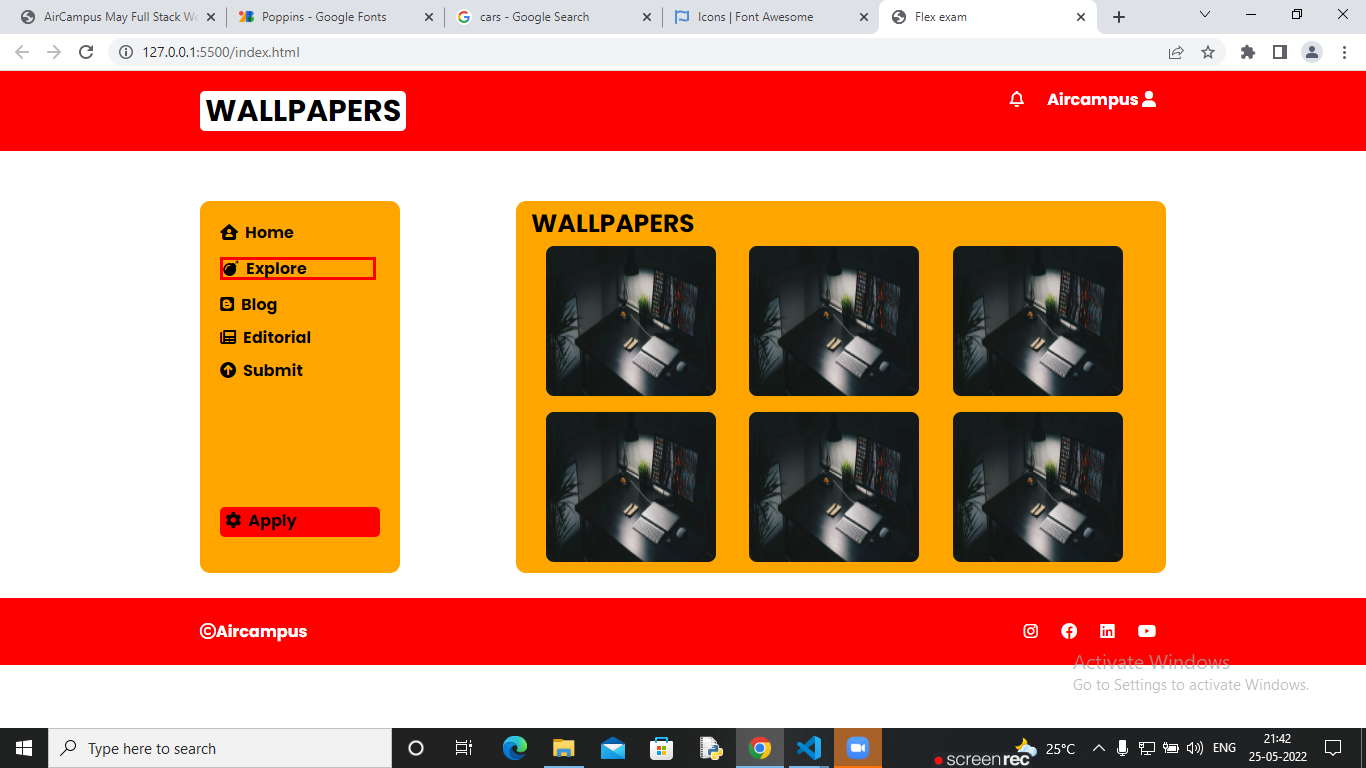 AirCampus May Full Stack We
Poppins - Google Fonts
cars - Google Search
Icons | Font Awesome
Flex exam
127.0.0.1:5500/index.html
WALLPAPERS
Aircampus
Home
Explore
Blog
Editorial
Submit
Apply
WALLPAPERS
©Aircampus
Activate Windows
Go to Settings to activate Windows.
Type here to search
screenrec
25°C
ENG
21:42
25-05-2022